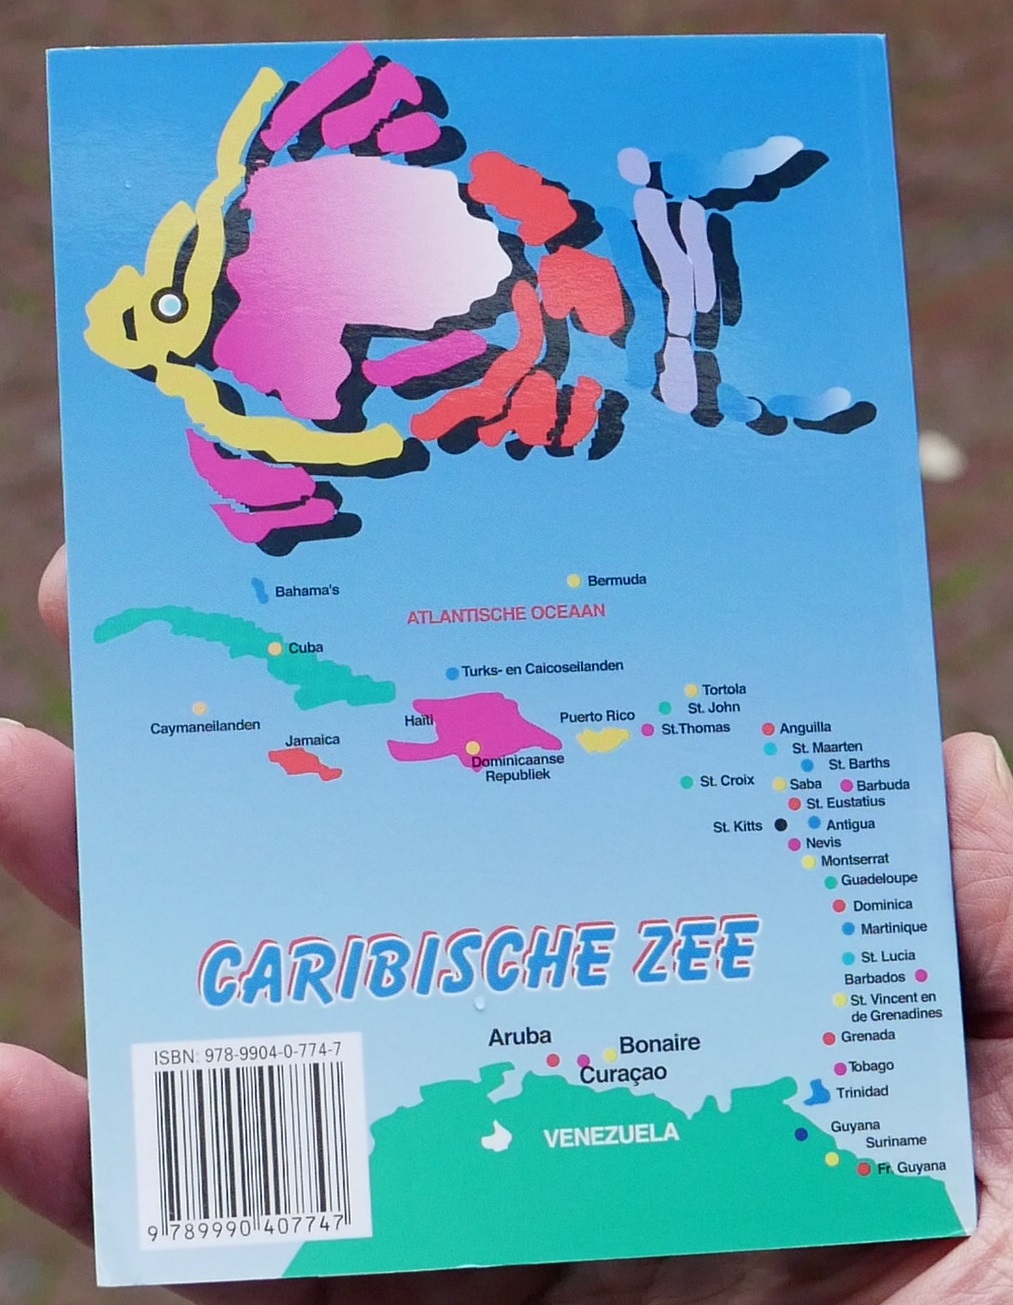 Bahama's
Bermuda
ATLANTISCHE OCEAAN
Cuba
Turks- en Caicoseilanden
Tortola
St. John
Caymaneilanden
Haïti
Puerto Rico
St.Thomas
Anguilla
Jamaica
St. Maarten
Dominicaanse
Republiek
St. Barths
St. Croix
Saba
Barbuda
St. Eustatius
St. Kitts
Antigua
Nevis
Montserrat
Guadeloupe
Dominica
Martinique
CARIBISCHE ZEE
St. Lucia
Barbados
St. Vincent en
de Grenadines
Aruba
Bonaire
Curaçao
Grenada
Tobago
Trinidad
ISBN: 978-9904-0-774-7
VENEZUELA
Guyana
Suriname
Fr. Guyana
9 789990 407747